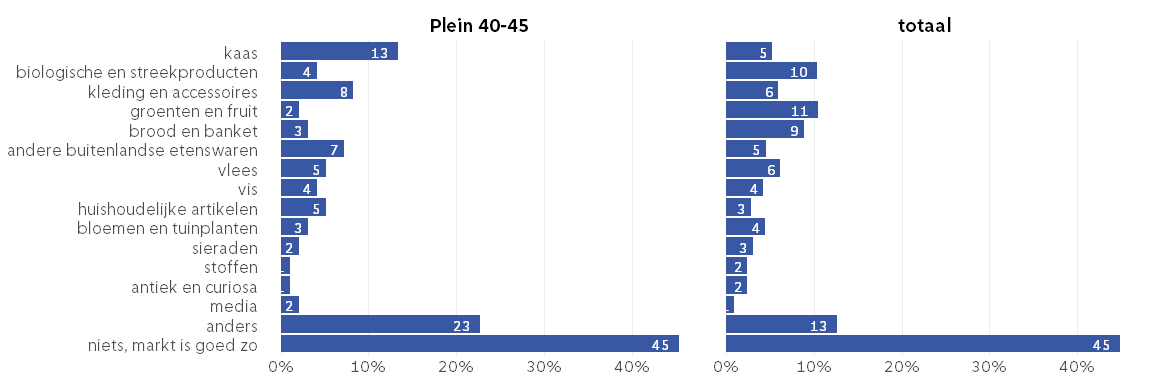 Plein 40-45 totaal
kaas 13 5
biologische en streekproducten 4 10
kleding en accessoires 8 6
groenten en fruit 2 11
brood en banket 3 9
andere buitenlandse etenswaren 7 5
vlees 5 6
vis 4 4
huishoudelijke artikelen 5 3
bloemen en tuinplanten 3 4
sieraden 2 3
stoffen 2
antiek en curiosa 2
media 2
anders 23 13
niets, markt is goed zo 45 45
0% 10% 20% 30% 40% 0% 10% 20% 30% 40%